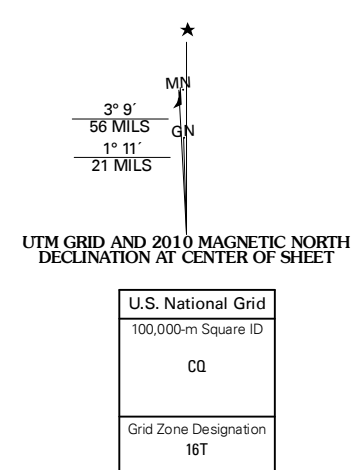 MN
3° 9´
56 MILS
GN
1° 11´
21 MILS
UTM GRID AND 2010 MAGNETIC NORTH
DECLINATION AT CENTER OF SHEET
U.S. National Grid
100,000-m Square ID
CQ
Grid Zone Designation
16T